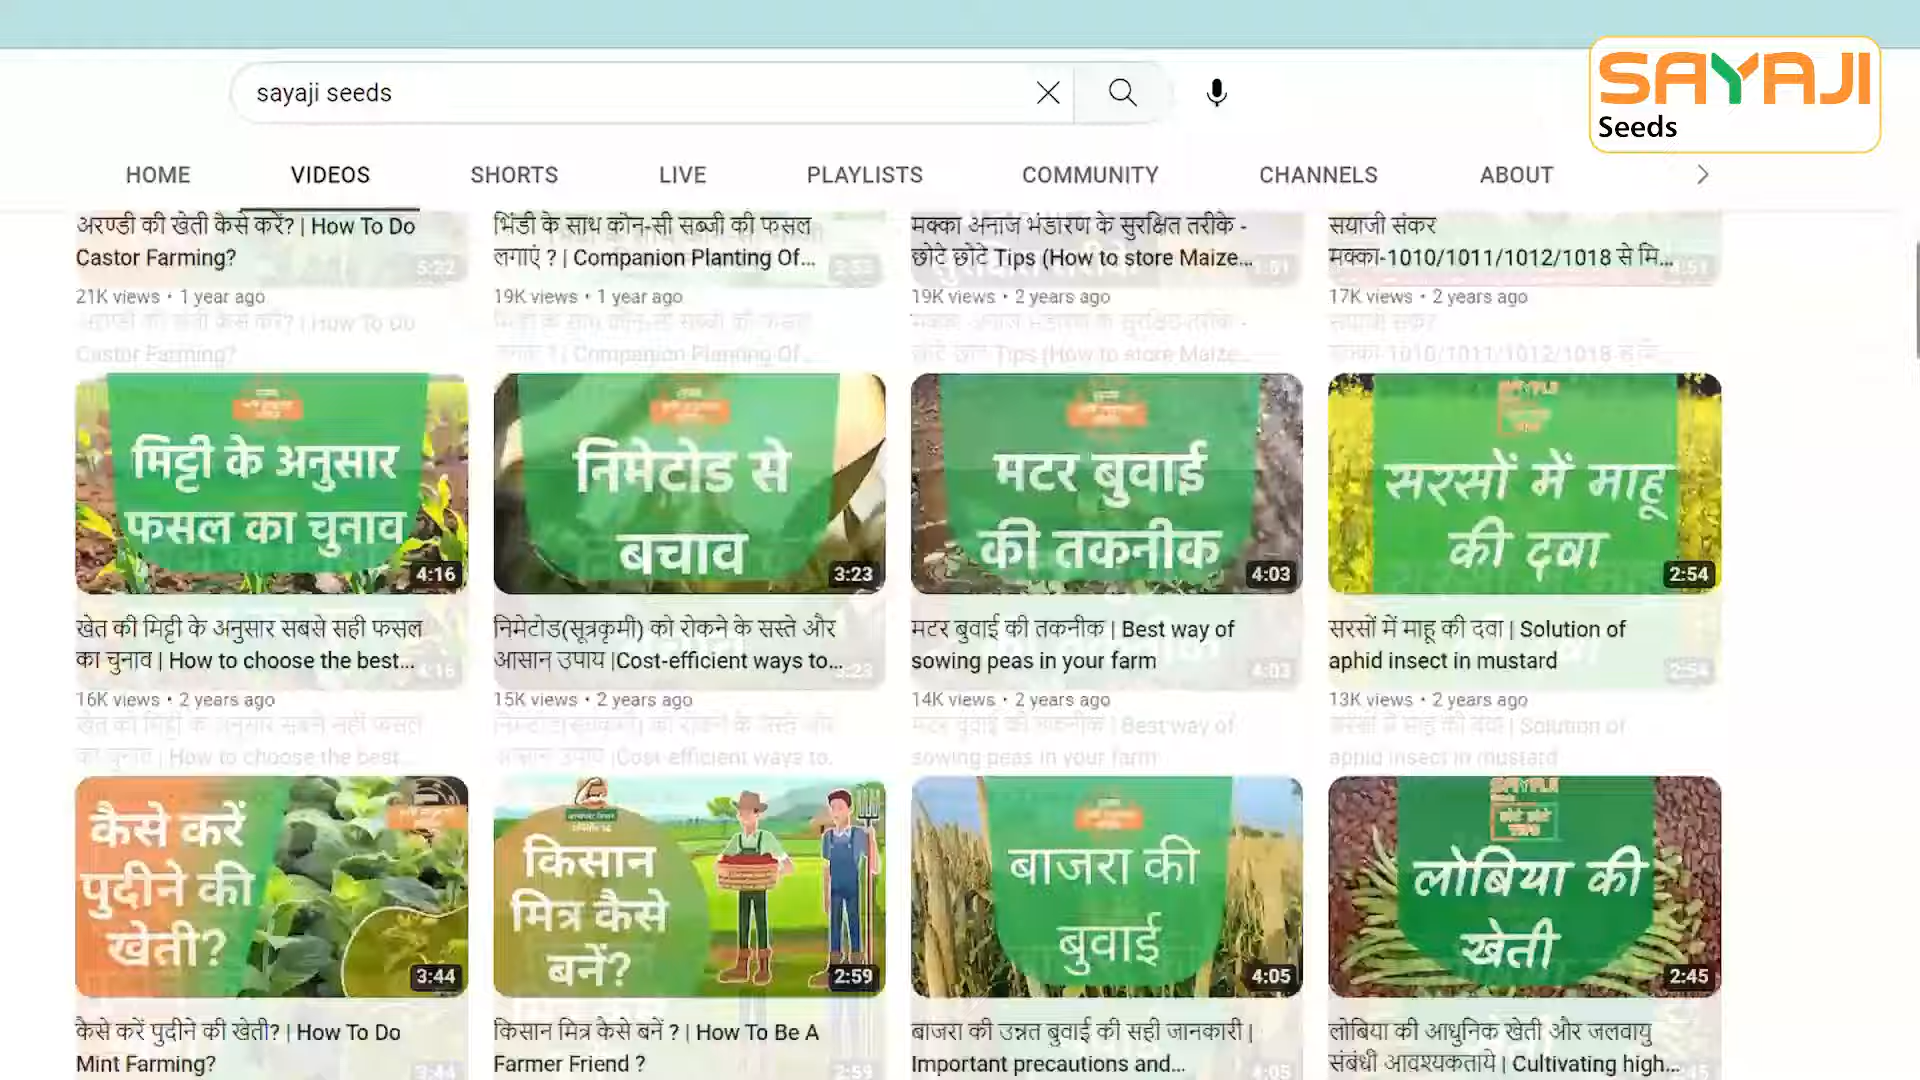 sayaji seeds
SAYAJI
Seeds
HOME VIDEOS SHORTS LIVE PLAYLISTS COMMUNITY CHANNELS ABOUT
अरण्डी की खेती कैसे करें? | How To Do
Castor Farming?
21K views • 1 year ago
भिंडी के साथ कौन-सी सब्जी की फसल
लगाएं ? | Companion Planting Of...
19K views • 1 year ago
मक्का अनाज भंडारण के सुरक्षित तरीके -
छोटे छोटे Tips (How to store Maize...
19K views • 2 years ago
सयाजी संकर
मक्का-1010/1011/1012/1018 से मि...
17K views • 2 years ago
मिट्टी के अनुसार
फसल का चुनाव
4:16
निमेटोड से
बचाव
3:23
मटर बुवाई
की तकनीक
4:03
सरसों में माहू
की दवा
2:54
खेत की मिट्टी के अनुसार सबसे सही फसल
का चुनाव | How to choose the best...
16K views • 2 years ago
निमेटोड(सूत्रकृमी) को रोकने के सस्ते और
आसान उपाय |Cost-efficient ways to...
15K views • 2 years ago
मटर बुवाई की तकनीक | Best way of
sowing peas in your farm
14K views • 2 years ago
सरसों में माहू की दवा | Solution of
aphid insect in mustard
13K views • 2 years ago
कैसे करें
पुदीने की
खेती?
3:44
किसान
मित्र कैसे
बनें?
2:59
बाजरा की
बुवाई
4:05
SAYAJI
लोबिया की
खेती
2:45
कैसे करें पुदीने की खेती? | How To Do
Mint Farming?
किसान मित्र कैसे बनें ? | How To Be A
Farmer Friend ?
बाजरा की उन्नत बुवाई की सही जानकारी |
Important precautions and...
लोबिया की आधुनिक खेती और जलवायु
संबंधी आवश्यकताये | Cultivating high...